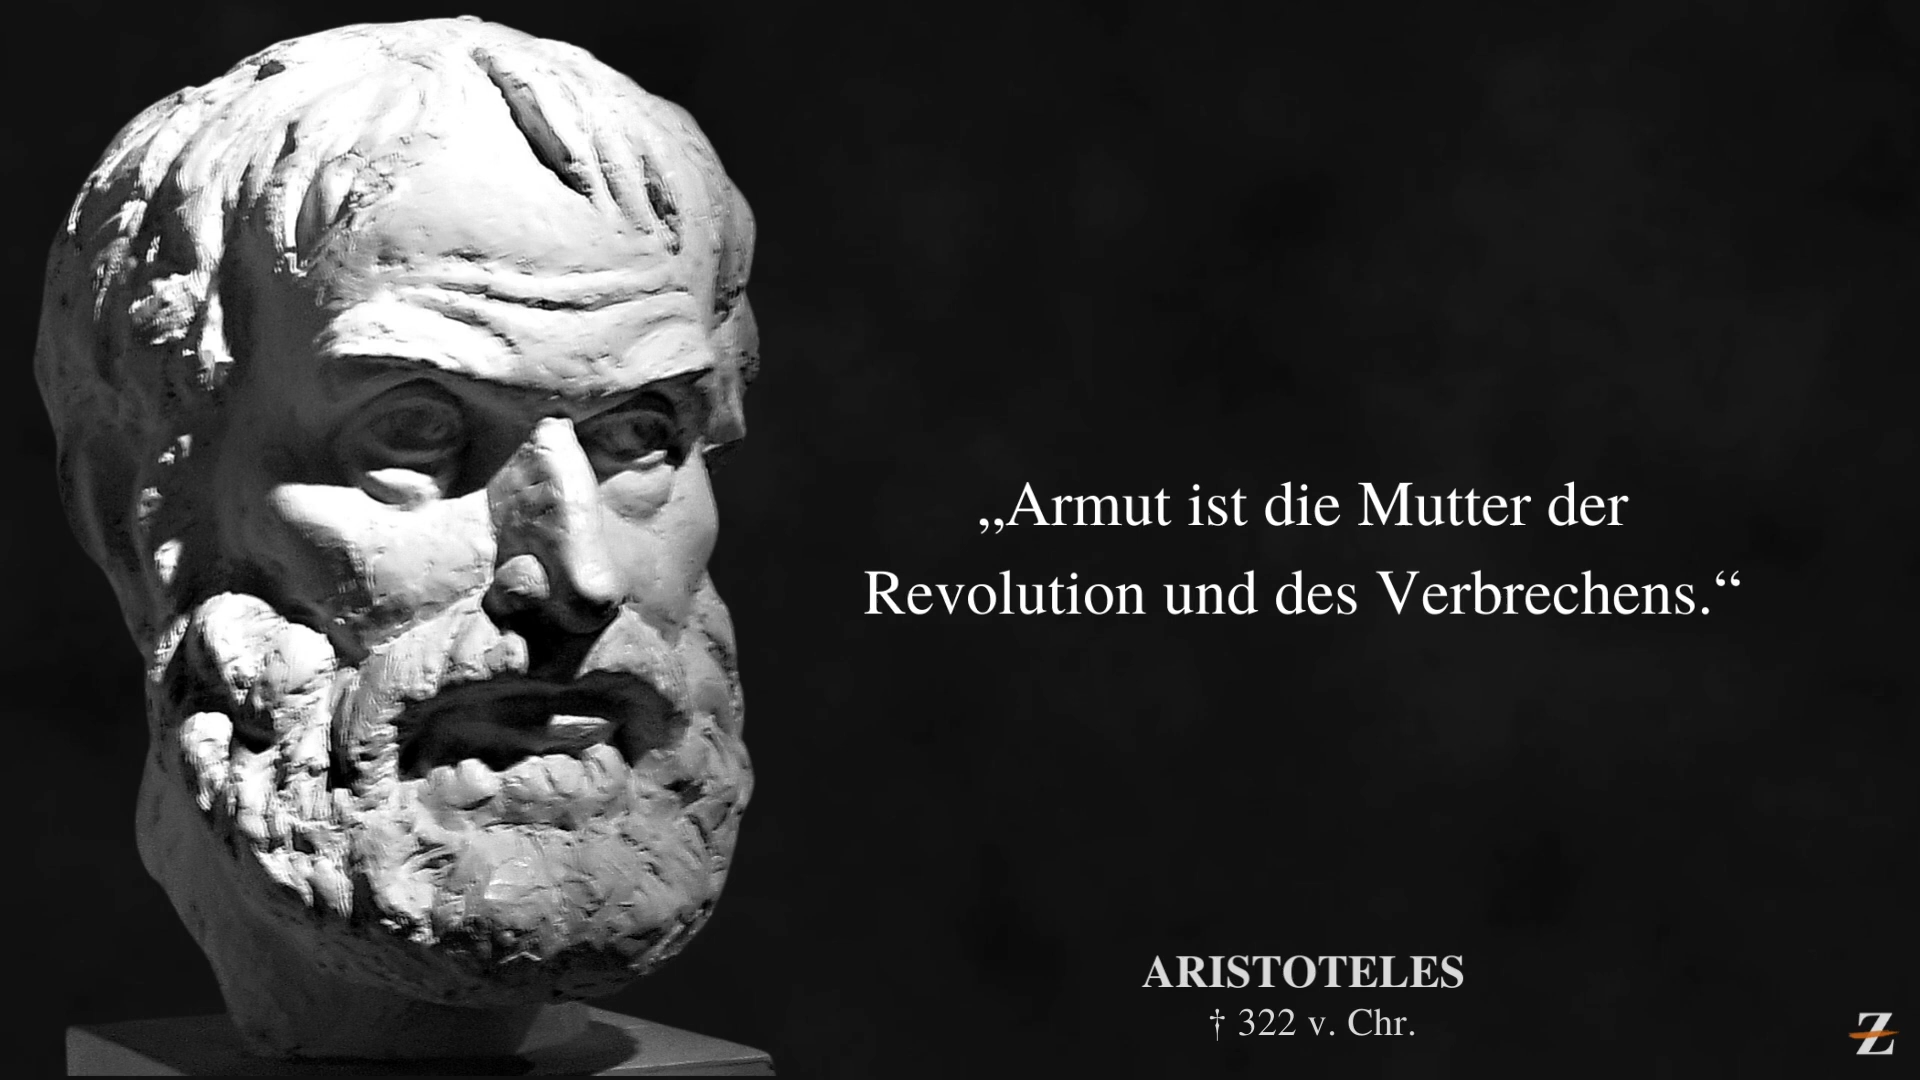 „Armut ist die Mutter der
Revolution und des Verbrechens.“
ARISTOTELES
† 322 v. Chr.
Z